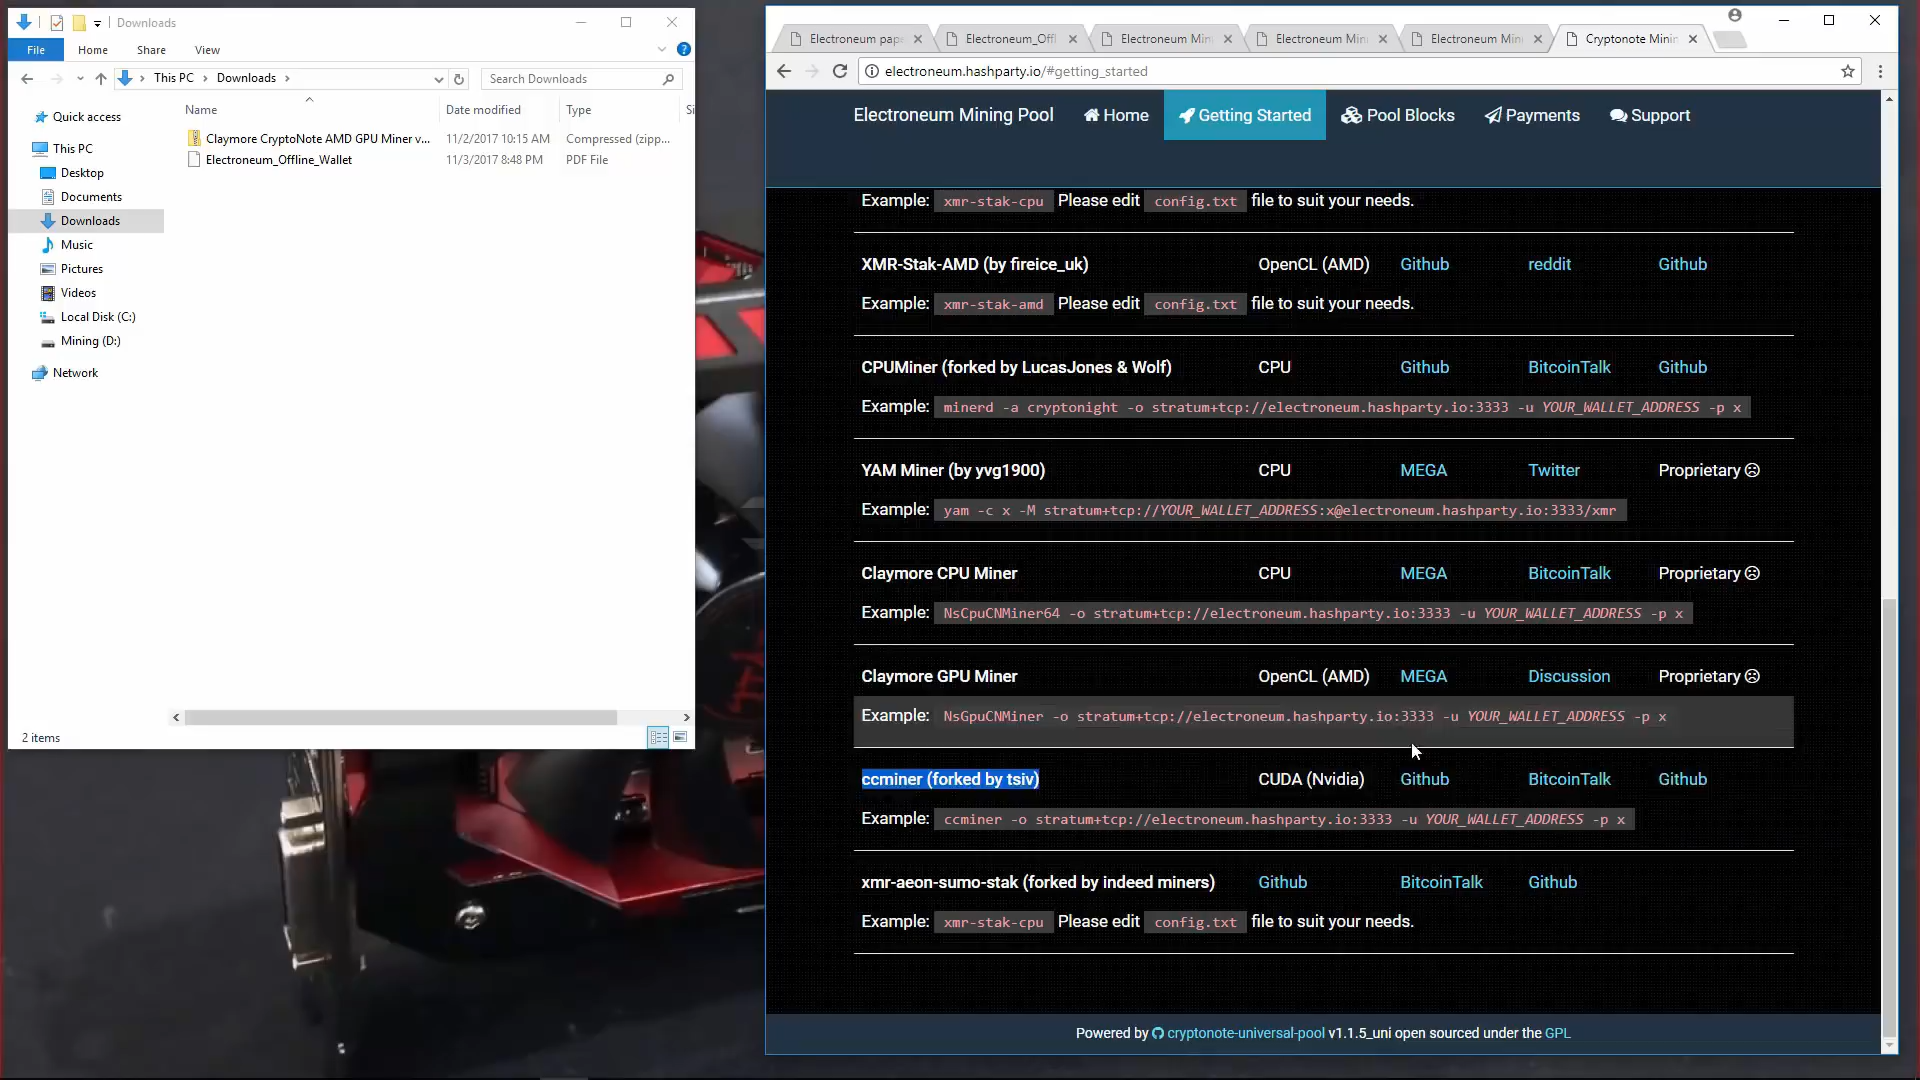 Downloads
File Home Share View
This PC Downloads
Search Downloads
Name Date modified Type Si
Quick access
This PC
Desktop
Documents
Downloads
Music
Pictures
Videos
Local Disk (C:)
Mining (D:)
Network
Claymore CryptoNote AMD GPU Miner v... 11/2/2017 10:15 AM Compressed (zipp...
Electroneum_Offline_Wallet 11/3/2017 8:48 PM PDF File
2 items
Electroneum pap Electroneum_Offl Electroneum Min Electroneum Min Electroneum Min Cryptonote Minin
electroneum.hashparty.io/#getting_started
Electroneum Mining Pool Home Getting Started Pool Blocks Payments Support
Example: xmr-stak-cpu Please edit config.txt file to suit your needs.
XMR-Stak-AMD (by fireice_uk) OpenCL (AMD) Github reddit Github
Example: xmr-stak-amd Please edit config.txt file to suit your needs.
CPUMiner (forked by LucasJones & Wolf) CPU Github BitcoinTalk Github
Example: minerd -a cryptonight -o stratum+tcp://electroneum.hashparty.io:3333 -u YOUR_WALLET_ADDRESS -p x
YAM Miner (by yvg1900) CPU MEGA Twitter Proprietary ☹
Example: yam -c x -M stratum+tcp://YOUR_WALLET_ADDRESS:x@electroneum.hashparty.io:3333/xmr
Claymore CPU Miner CPU MEGA BitcoinTalk Proprietary ☹
Example: NsCpuCNMiner64 -o stratum+tcp://electroneum.hashparty.io:3333 -u YOUR_WALLET_ADDRESS -p x
Claymore GPU Miner OpenCL (AMD) MEGA Discussion Proprietary ☹
Example: NsGpuCNMiner -o stratum+tcp://electroneum.hashparty.io:3333 -u YOUR_WALLET_ADDRESS -p x
ccminer (forked by tsiv) CUDA (Nvidia) Github BitcoinTalk Github
Example: ccminer -o stratum+tcp://electroneum.hashparty.io:3333 -u YOUR_WALLET_ADDRESS -p x
xmr-aeon-sumo-stak (forked by indeed miners) Github BitcoinTalk Github
Example: xmr-stak-cpu Please edit config.txt file to suit your needs.
Powered by cryptonote-universal-pool v1.1.5_uni open sourced under the GPL